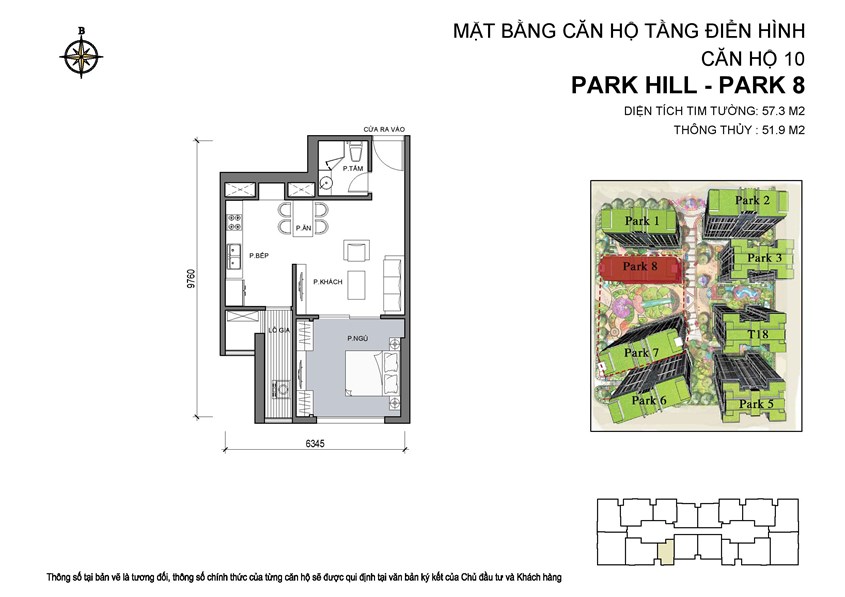 B
MẶT BẰNG CĂN HỘ TẦNG ĐIỂN HÌNH
CĂN HỘ 10
PARK HILL - PARK 8
DIỆN TÍCH TIM TƯỜNG: 57.3 M2
THÔNG THỦY : 51.9 M2
CỬA RA VÀO
P.TẮM
P.ĂN
P.BẾP
P.KHÁCH
LÔ GIA
P.NGỦ
9760
6345
Park 1
Park 2
Park 8
Park 3
T18
Park 7
Park 6
Park 5
Thông số tại bản vẽ là tương đối, thông số chính thức của từng căn hộ sẽ được qui định tại văn bản ký kết của Chủ đầu tư và Khách hàng